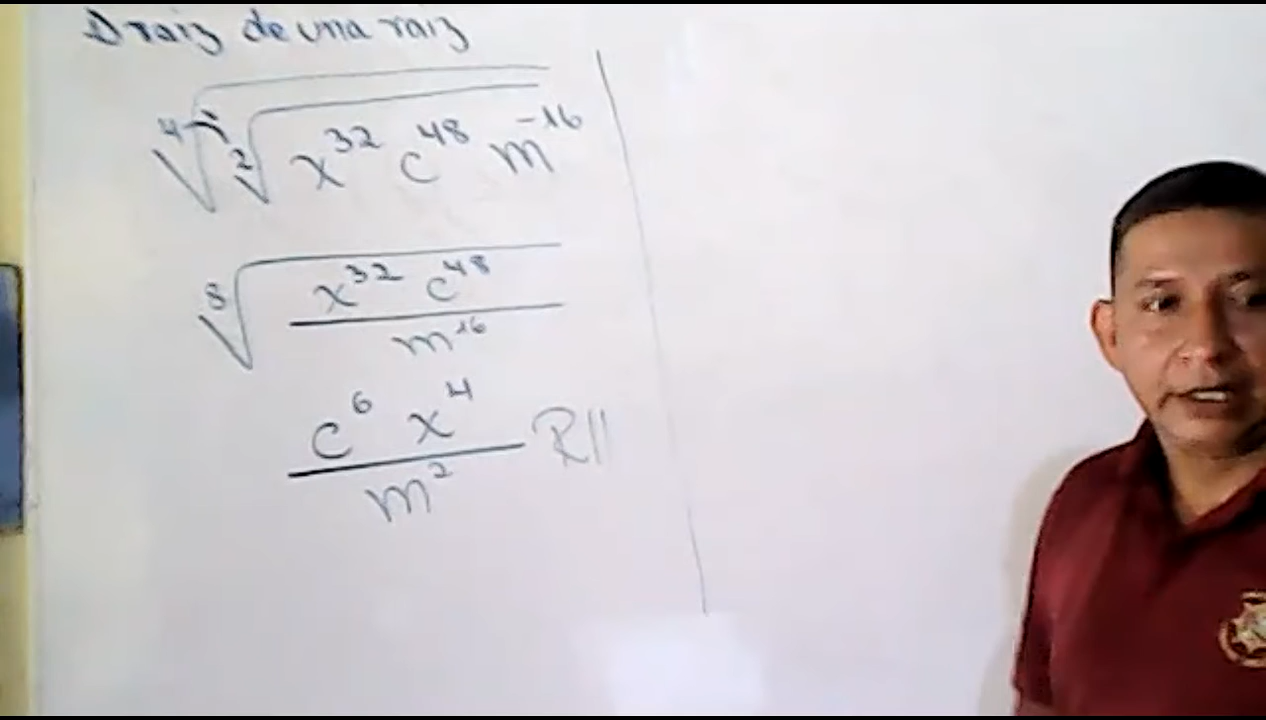 raiz de una raiz
⁴√ ²√ x³² c⁴⁸ m⁻¹⁶
⁸√ x³² c⁴⁸
m¹⁶
c⁶ x⁴ R//
m²